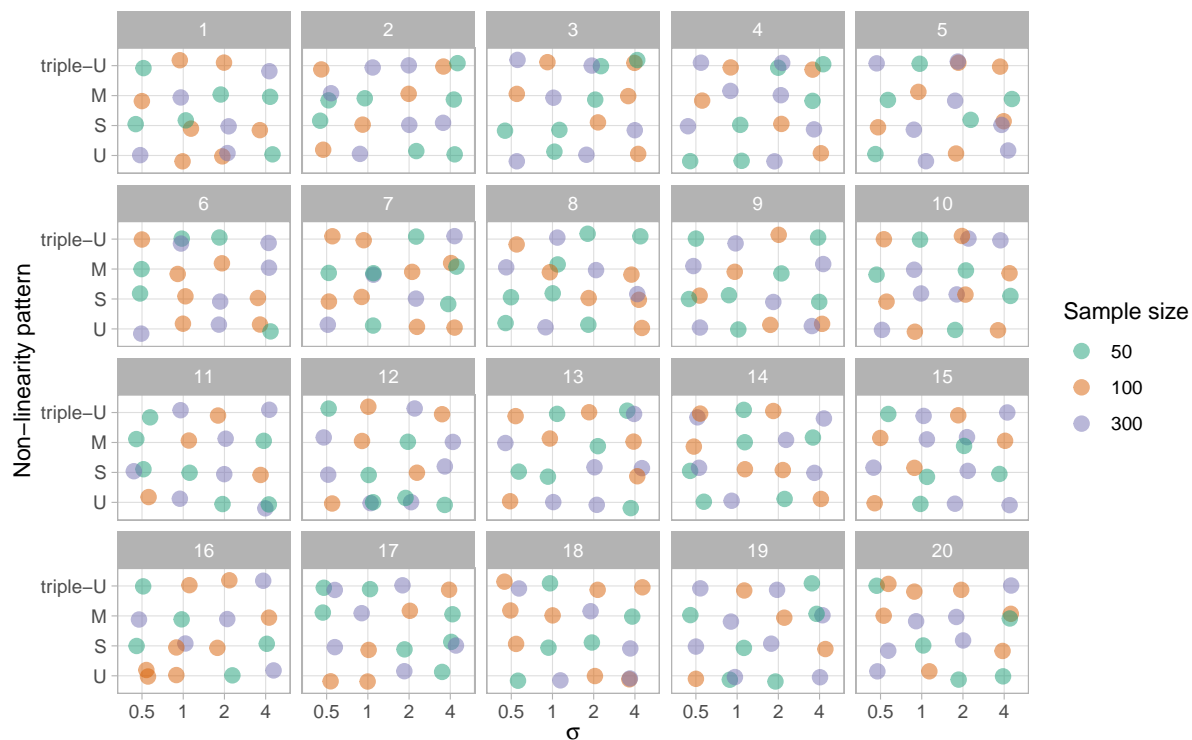 1 2 3 4 5
triple−U
M
S
U
6 7 8 9 10
triple−U
M
S
U
11 12 13 14 15
triple−U
M
S
U
16 17 18 19 20
triple−U
M
S
U
0.5 1 2 4 0.5 1 2 4 0.5 1 2 4 0.5 1 2 4 0.5 1 2 4
σ
Non−linearity pattern
Sample size
50
100
300